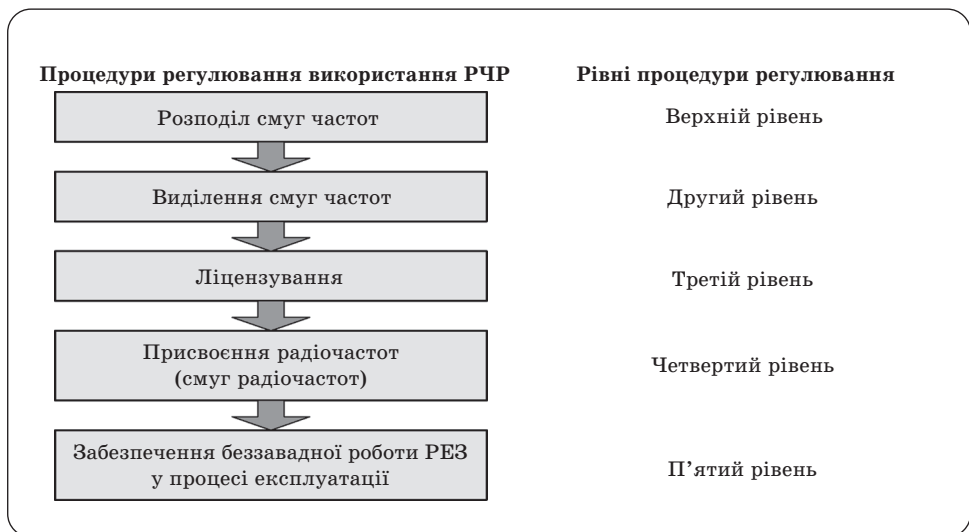 Процедури регулювання використання РЧР
Рівні процедури регулювання
Розподіл смуг частот
Верхній рівень
Виділення смуг частот
Другий рівень
Ліцензування
Третій рівень
Присвоєння радіочастот
(смуг радіочастот)
Четвертий рівень
Забезпечення беззавадної роботи РЕЗ
у процесі експлуатації
П’ятий рівень